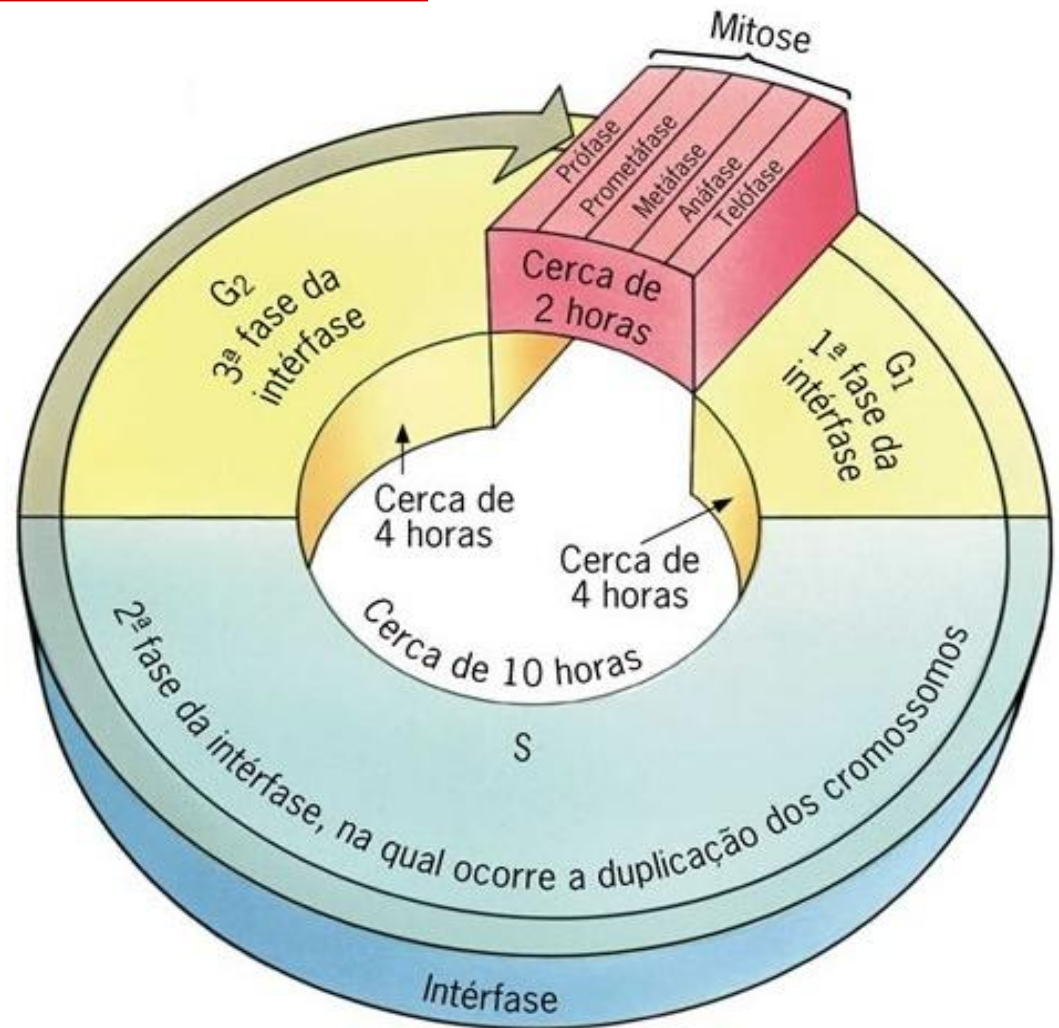 Mitose
Prófase
Prometáfase
Metáfase
Anáfase
Telófase
Cerca de
2 horas
G2
3ª fase da
intérfase
G1
1ª fase da
intérfase
Cerca de
4 horas
Cerca de
4 horas
Cerca de 10 horas
S
2ª fase da intérfase, na qual ocorre a duplicação dos cromossomos
Intérfase